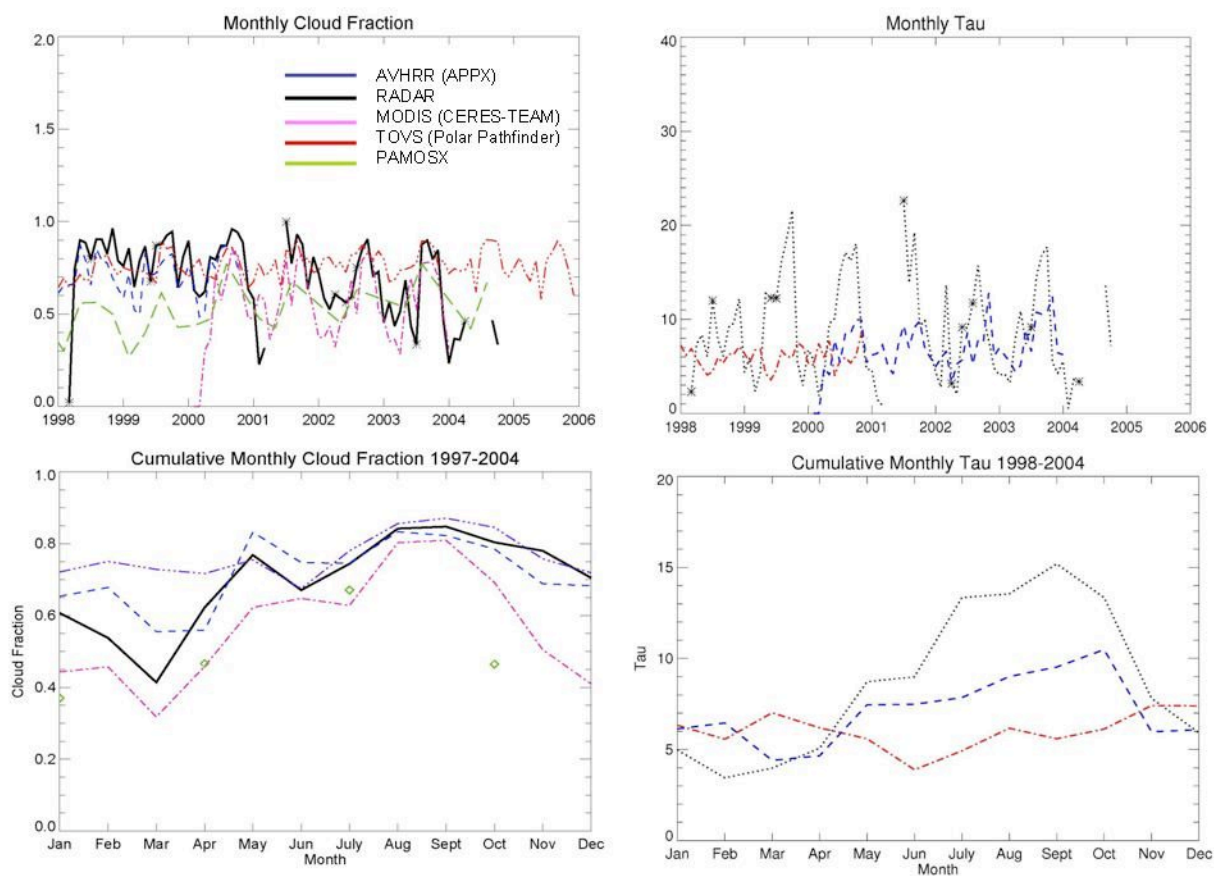 Monthly Cloud Fraction
2.0
1.5
1.0
0.5
0.0
1998 1999 2000 2001 2002 2003 2004 2005 2006
AVHRR (APPX)
RADAR
MODIS (CERES-TEAM)
TOVS (Polar Pathfinder)
PAMOSX
Monthly Tau
40
30
20
10
0
1998 1999 2000 2001 2002 2003 2004 2005 2006
Cumulative Monthly Cloud Fraction 1997-2004
Cloud Fraction
1.0
0.8
0.6
0.4
0.2
0.0
Jan Feb Mar Apr May Jun July Aug Sept Oct Nov Dec
Month
Cumulative Monthly Tau 1998-2004
Tau
20
15
10
5
0
Jan Feb Mar Apr May Jun July Aug Sept Oct Nov Dec
Month